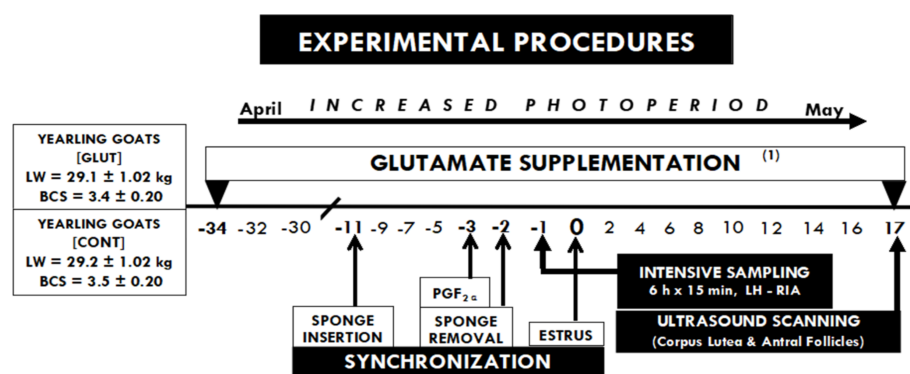 EXPERIMENTAL PROCEDURES
April INCREASED PHOTOPERIOD May
YEARLING GOATS
[GLUT]
LW = 29.1 ± 1.02 kg
BCS = 3.4 ± 0.20
GLUTAMATE SUPPLEMENTATION (1)
YEARLING GOATS
[CONT]
LW = 29.2 ± 1.02 kg
BCS = 3.5 ± 0.20
-34 -32 -30 -11 -9 -7 -5 -3 -2 -1 0 2 4 6 8 10 12 14 16 17
PGF2α
SPONGE
INSERTION
SPONGE
REMOVAL
ESTRUS
SYNCHRONIZATION
INTENSIVE SAMPLING
6 h x 15 min, LH - RIA
ULTRASOUND SCANNING
(Corpus Lutea & Antral Follicles)